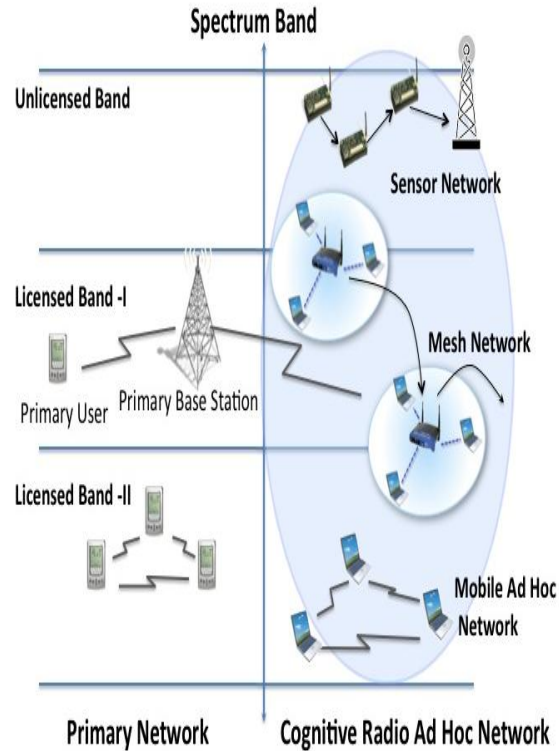 Spectrum Band
Unlicensed Band
Sensor Network
Licensed Band -I
Mesh Network
Primary User
Primary Base Station
Licensed Band -II
Mobile Ad Hoc
Network
Primary Network
Cognitive Radio Ad Hoc Network